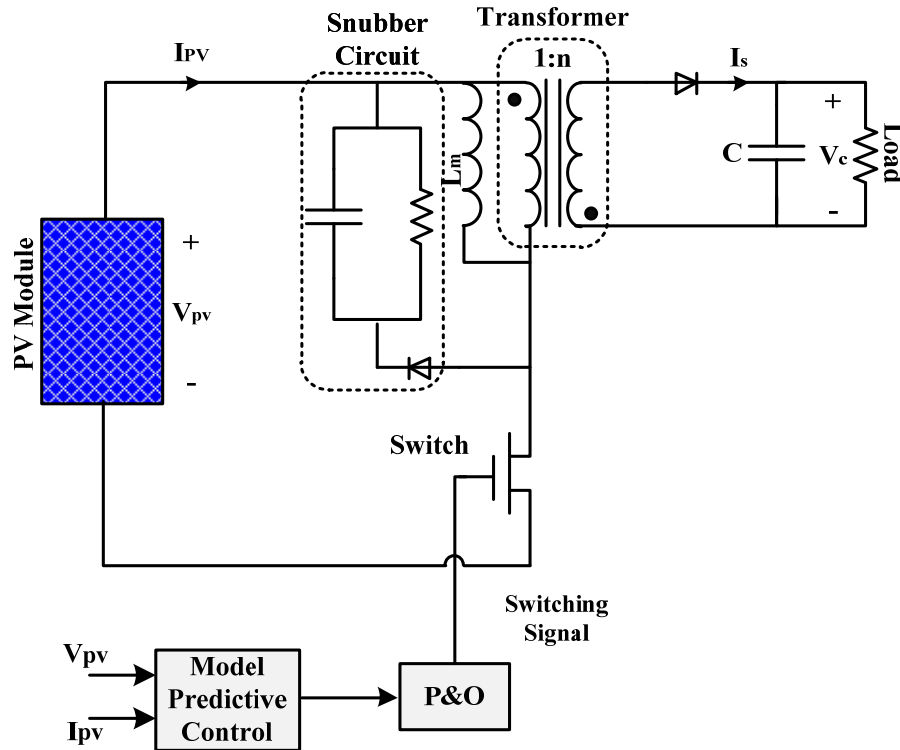 Transformer
Snubber
Circuit
1:n
IPV
Is
+
C
Vc
-
Load
Lm
PV Module
+
Vpv
-
Switch
Switching
Signal
Vpv
Ipv
Model
Predictive
Control
P&O